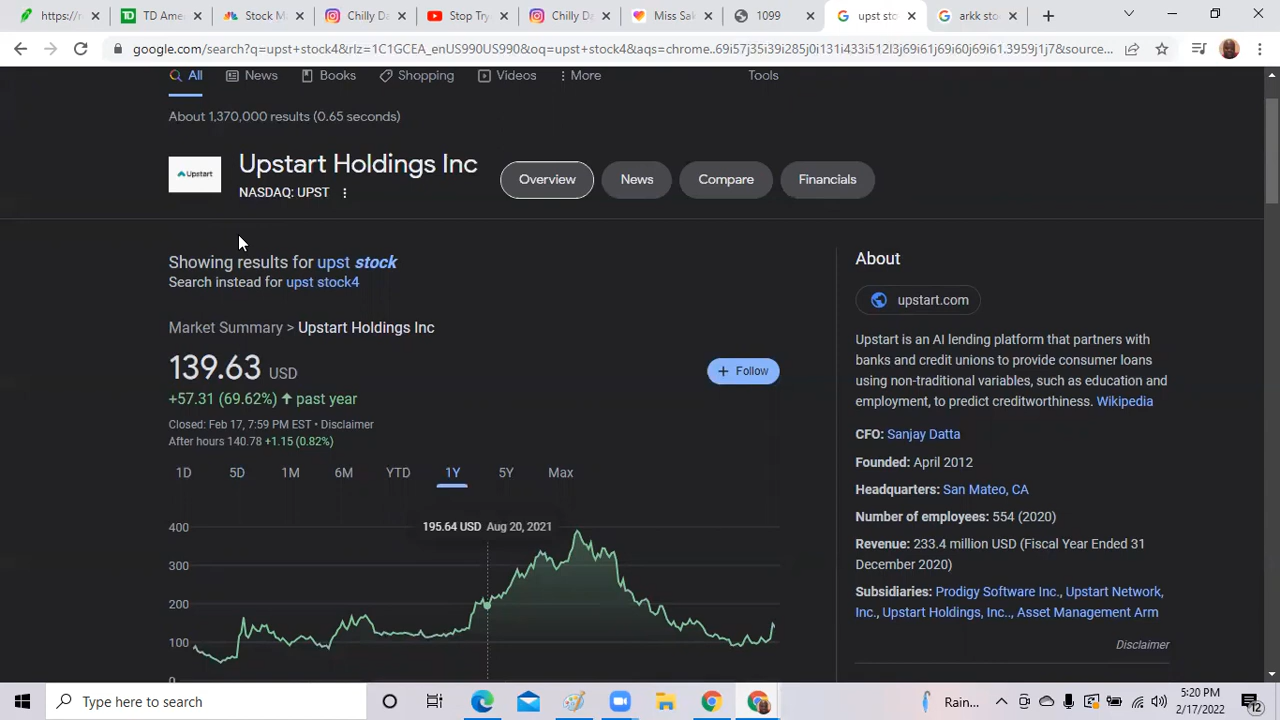 https://rh
TD Ame
Stock M
Chilly D
Stop Try
Chilly D
Miss Sa
1099
upst sto
arkk sto
google.com/search?q=upst+stock4&rlz=1C1GCEA_enUS990US990&oq=upst+stock4&aqs=chrome..69i57j35i39i285j0i131i433i512l3j69i61j69i60j69i61.3959j1j7&source...
All
News
Books
Shopping
Videos
More
Tools
About 1,370,000 results (0.65 seconds)
Upstart
Upstart Holdings Inc
NASDAQ: UPST
Overview
News
Compare
Financials
Showing results for upst stock
Search instead for upst stock4
Market Summary > Upstart Holdings Inc
139.63 USD
+ Follow
+57.31 (69.62%) ↑ past year
Closed: Feb 17, 7:59 PM EST • Disclaimer
After hours 140.78 +1.15 (0.82%)
1D
5D
1M
6M
YTD
1Y
5Y
Max
195.64 USD Aug 20, 2021
400
300
200
100
0
About
upstart.com
Upstart is an AI lending platform that partners with
banks and credit unions to provide consumer loans
using non-traditional variables, such as education and
employment, to predict creditworthiness. Wikipedia
CFO: Sanjay Datta
Founded: April 2012
Headquarters: San Mateo, CA
Number of employees: 554 (2020)
Revenue: 233.4 million USD (Fiscal Year Ended 31
December 2020)
Subsidiaries: Prodigy Software Inc., Upstart Network,
Inc., Upstart Holdings, Inc.., Asset Management Arm
Disclaimer
Type here to search
Rain...
5:20 PM
2/17/2022
12